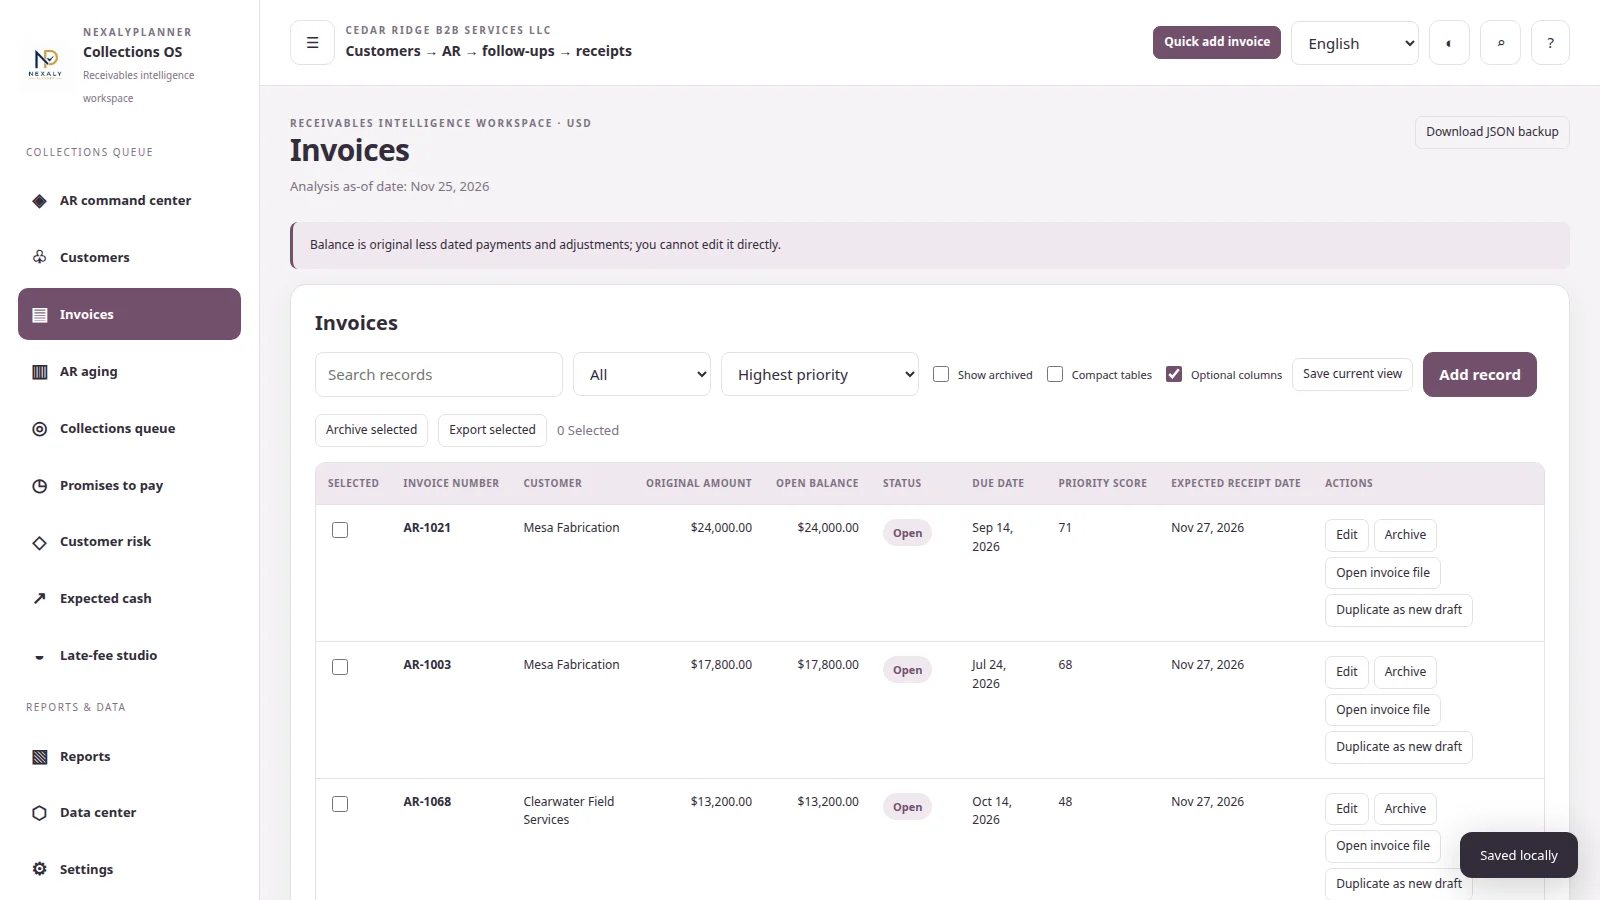 NEXALYPLANNER
Collections OS
Receivables intelligence
workspace
NEXALY
COLLECTIONS QUEUE
AR command center
Customers
Invoices
AR aging
Collections queue
Promises to pay
Customer risk
Expected cash
Late-fee studio
REPORTS & DATA
Reports
Data center
Settings
CEDAR RIDGE B2B SERVICES LLC
Customers → AR → follow-ups → receipts
Quick add invoice
English
?
RECEIVABLES INTELLIGENCE WORKSPACE · USD
Invoices
Analysis as-of date: Nov 25, 2026
Download JSON backup
Balance is original less dated payments and adjustments; you cannot edit it directly.
Invoices
Search records
All
Highest priority
Show archived
Compact tables
Optional columns
Save current view
Add record
Archive selected
Export selected
0 Selected
SELECTED INVOICE NUMBER CUSTOMER ORIGINAL AMOUNT OPEN BALANCE STATUS DUE DATE PRIORITY SCORE EXPECTED RECEIPT DATE ACTIONS
AR-1021 Mesa Fabrication $24,000.00 $24,000.00 Open Sep 14, 71 Nov 27, 2026 Edit Archive
2026
Open invoice file
Duplicate as new draft
AR-1003 Mesa Fabrication $17,800.00 $17,800.00 Open Jul 24, 68 Nov 27, 2026 Edit Archive
2026
Open invoice file
Duplicate as new draft
AR-1068 Clearwater Field $13,200.00 $13,200.00 Open Oct 14, 48 Nov 27, 2026 Edit Archive
Services 2026
Open invoice file
Duplicate as new draft
Saved locally